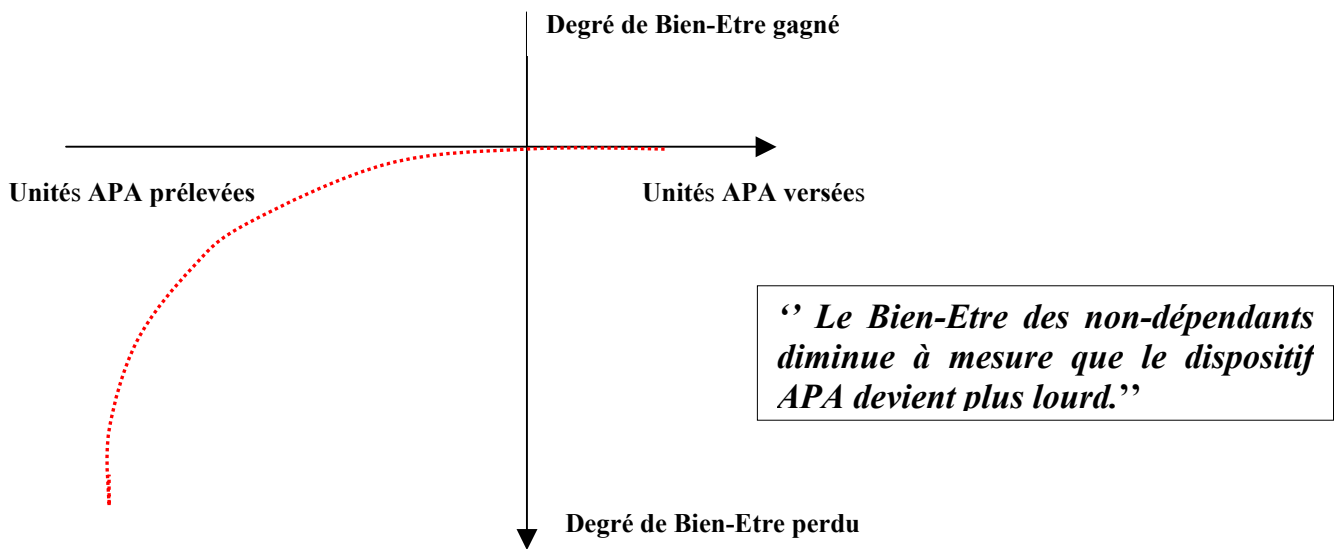 Degré de Bien-Etre gagné
Unités APA prélevées
Unités APA versées
‘’ Le Bien-Etre des non-dépendants
diminue à mesure que le dispositif
APA devient plus lourd.’’
Degré de Bien-Etre perdu